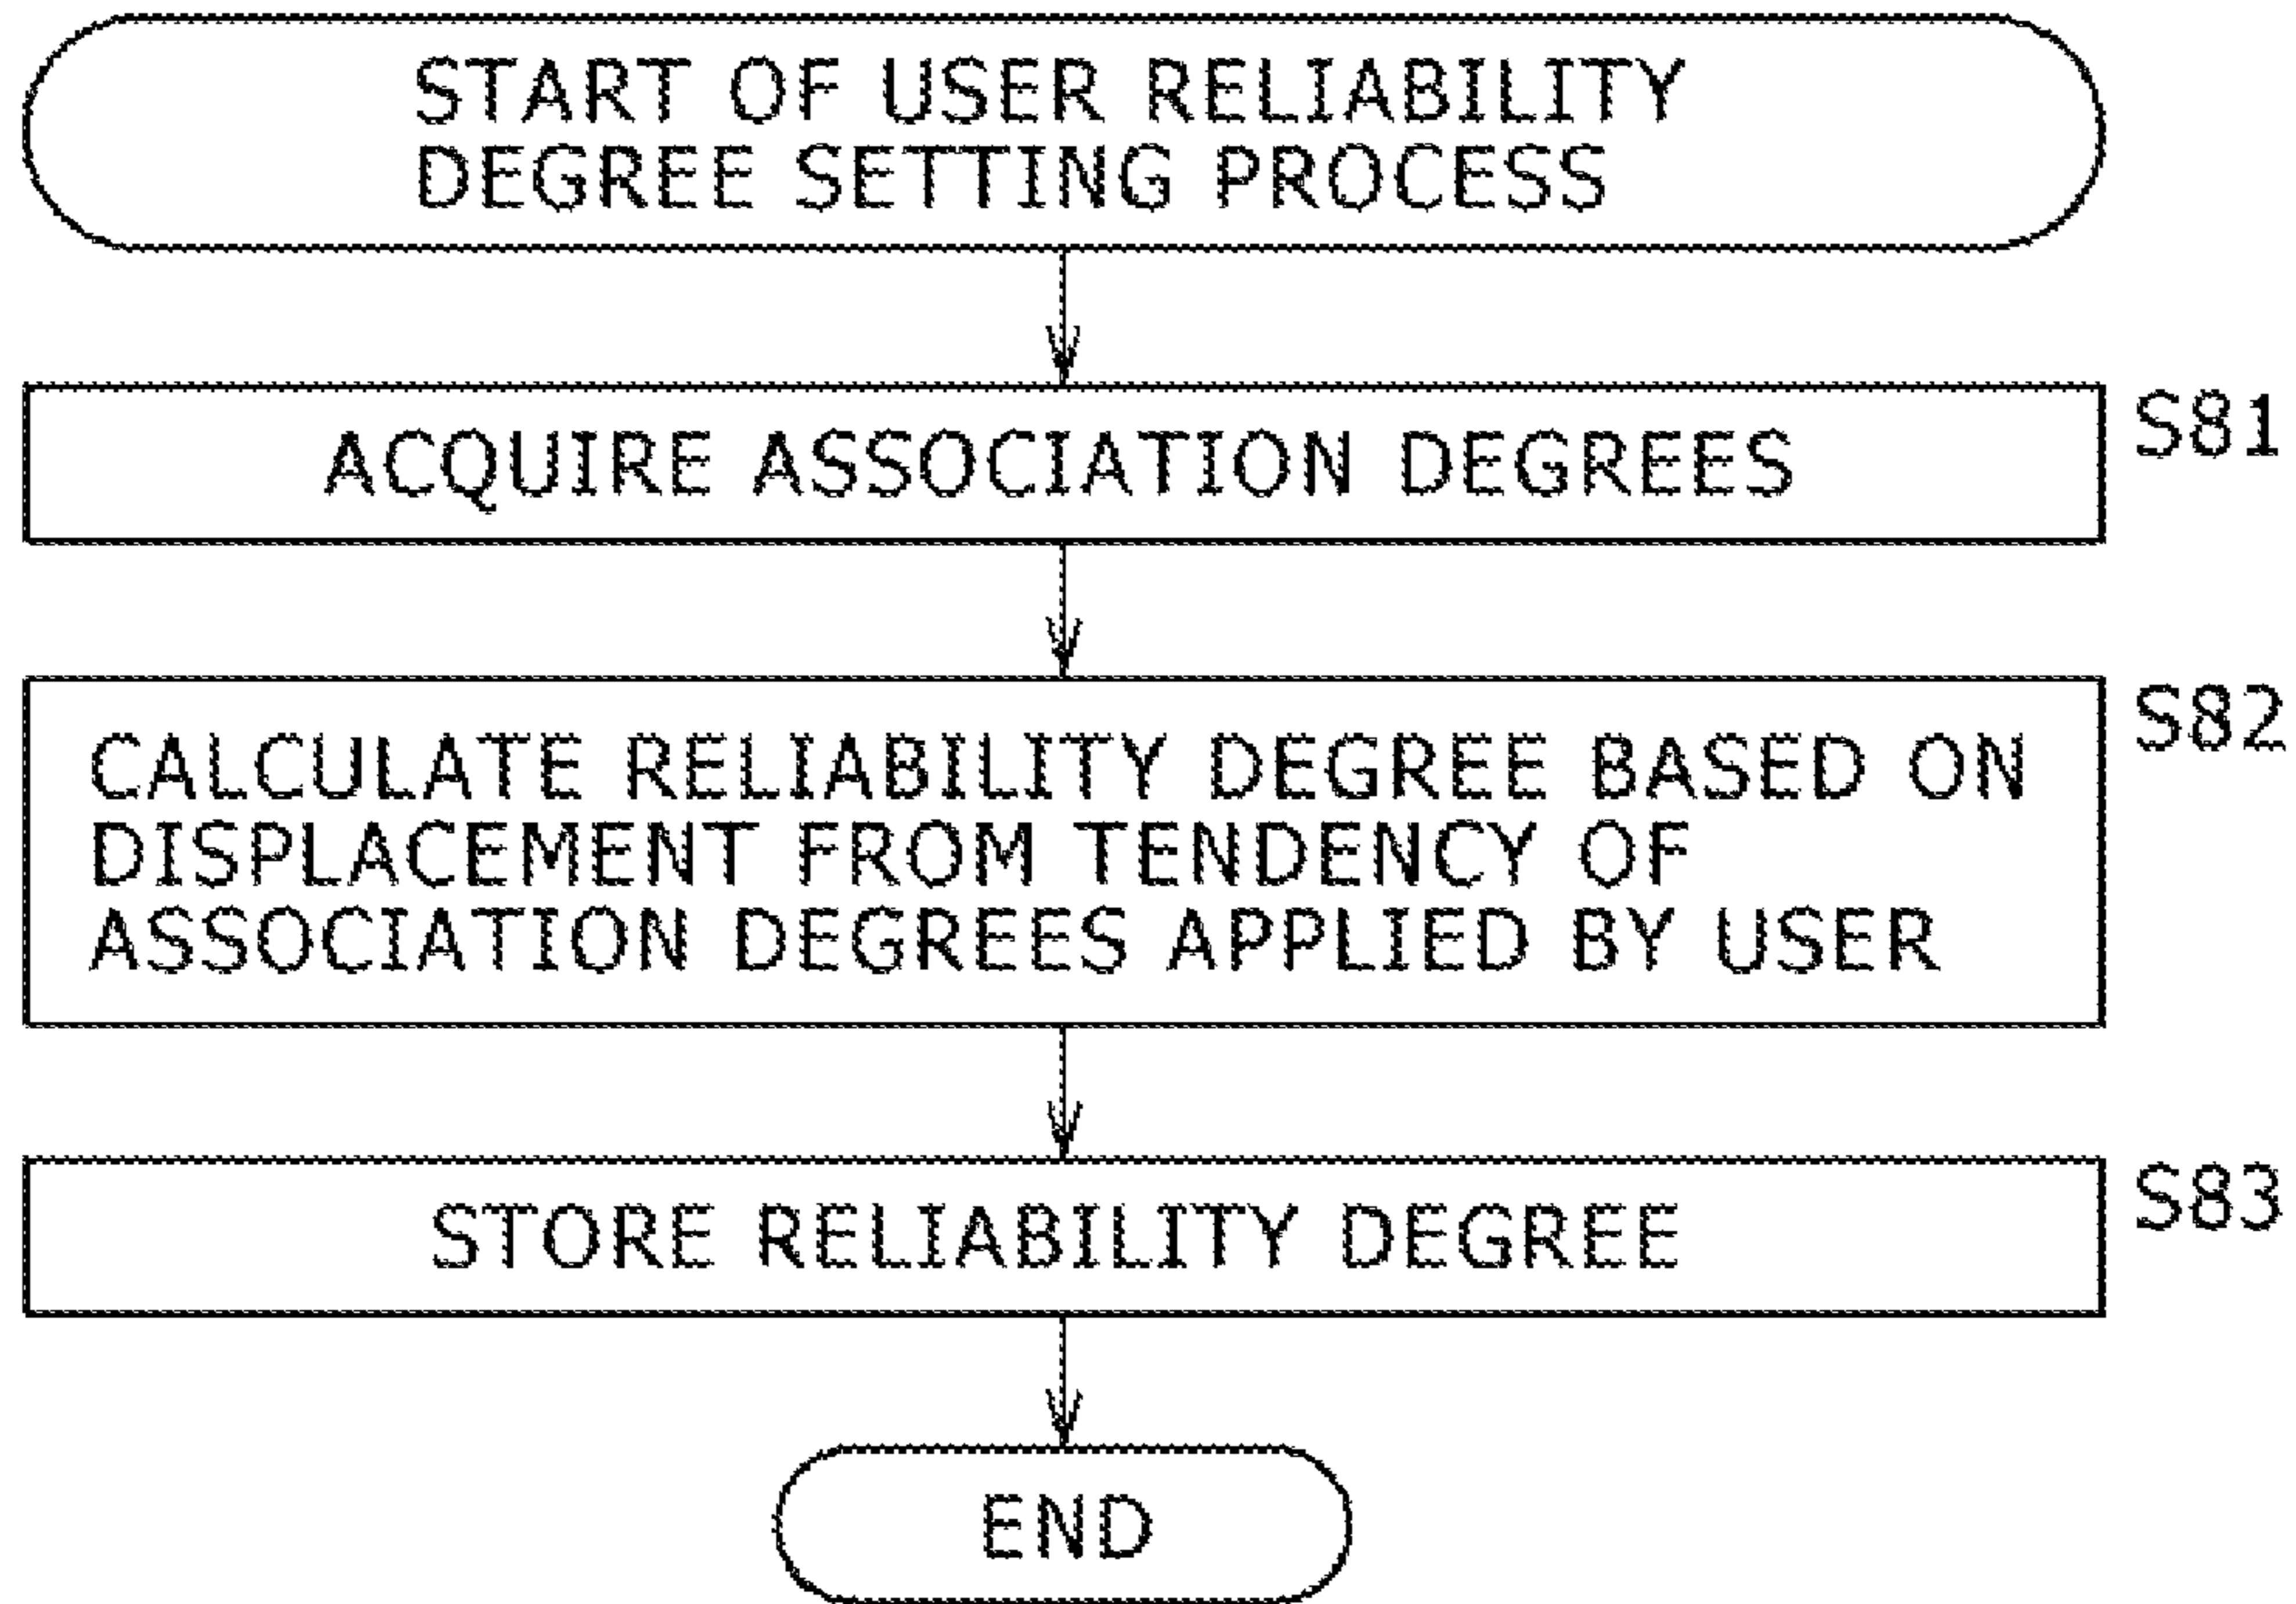 START OF USER RELIABILITY
DEGREE SETTING PROCESS
ACQUIRE ASSOCIATION DEGREES
S81
CALCULATE RELIABILITY DEGREE BASED ON
DISPLACEMENT FROM TENDENCY OF
ASSOCIATION DEGREES APPLIED BY USER
S82
STORE RELIABILITY DEGREE
S83
END